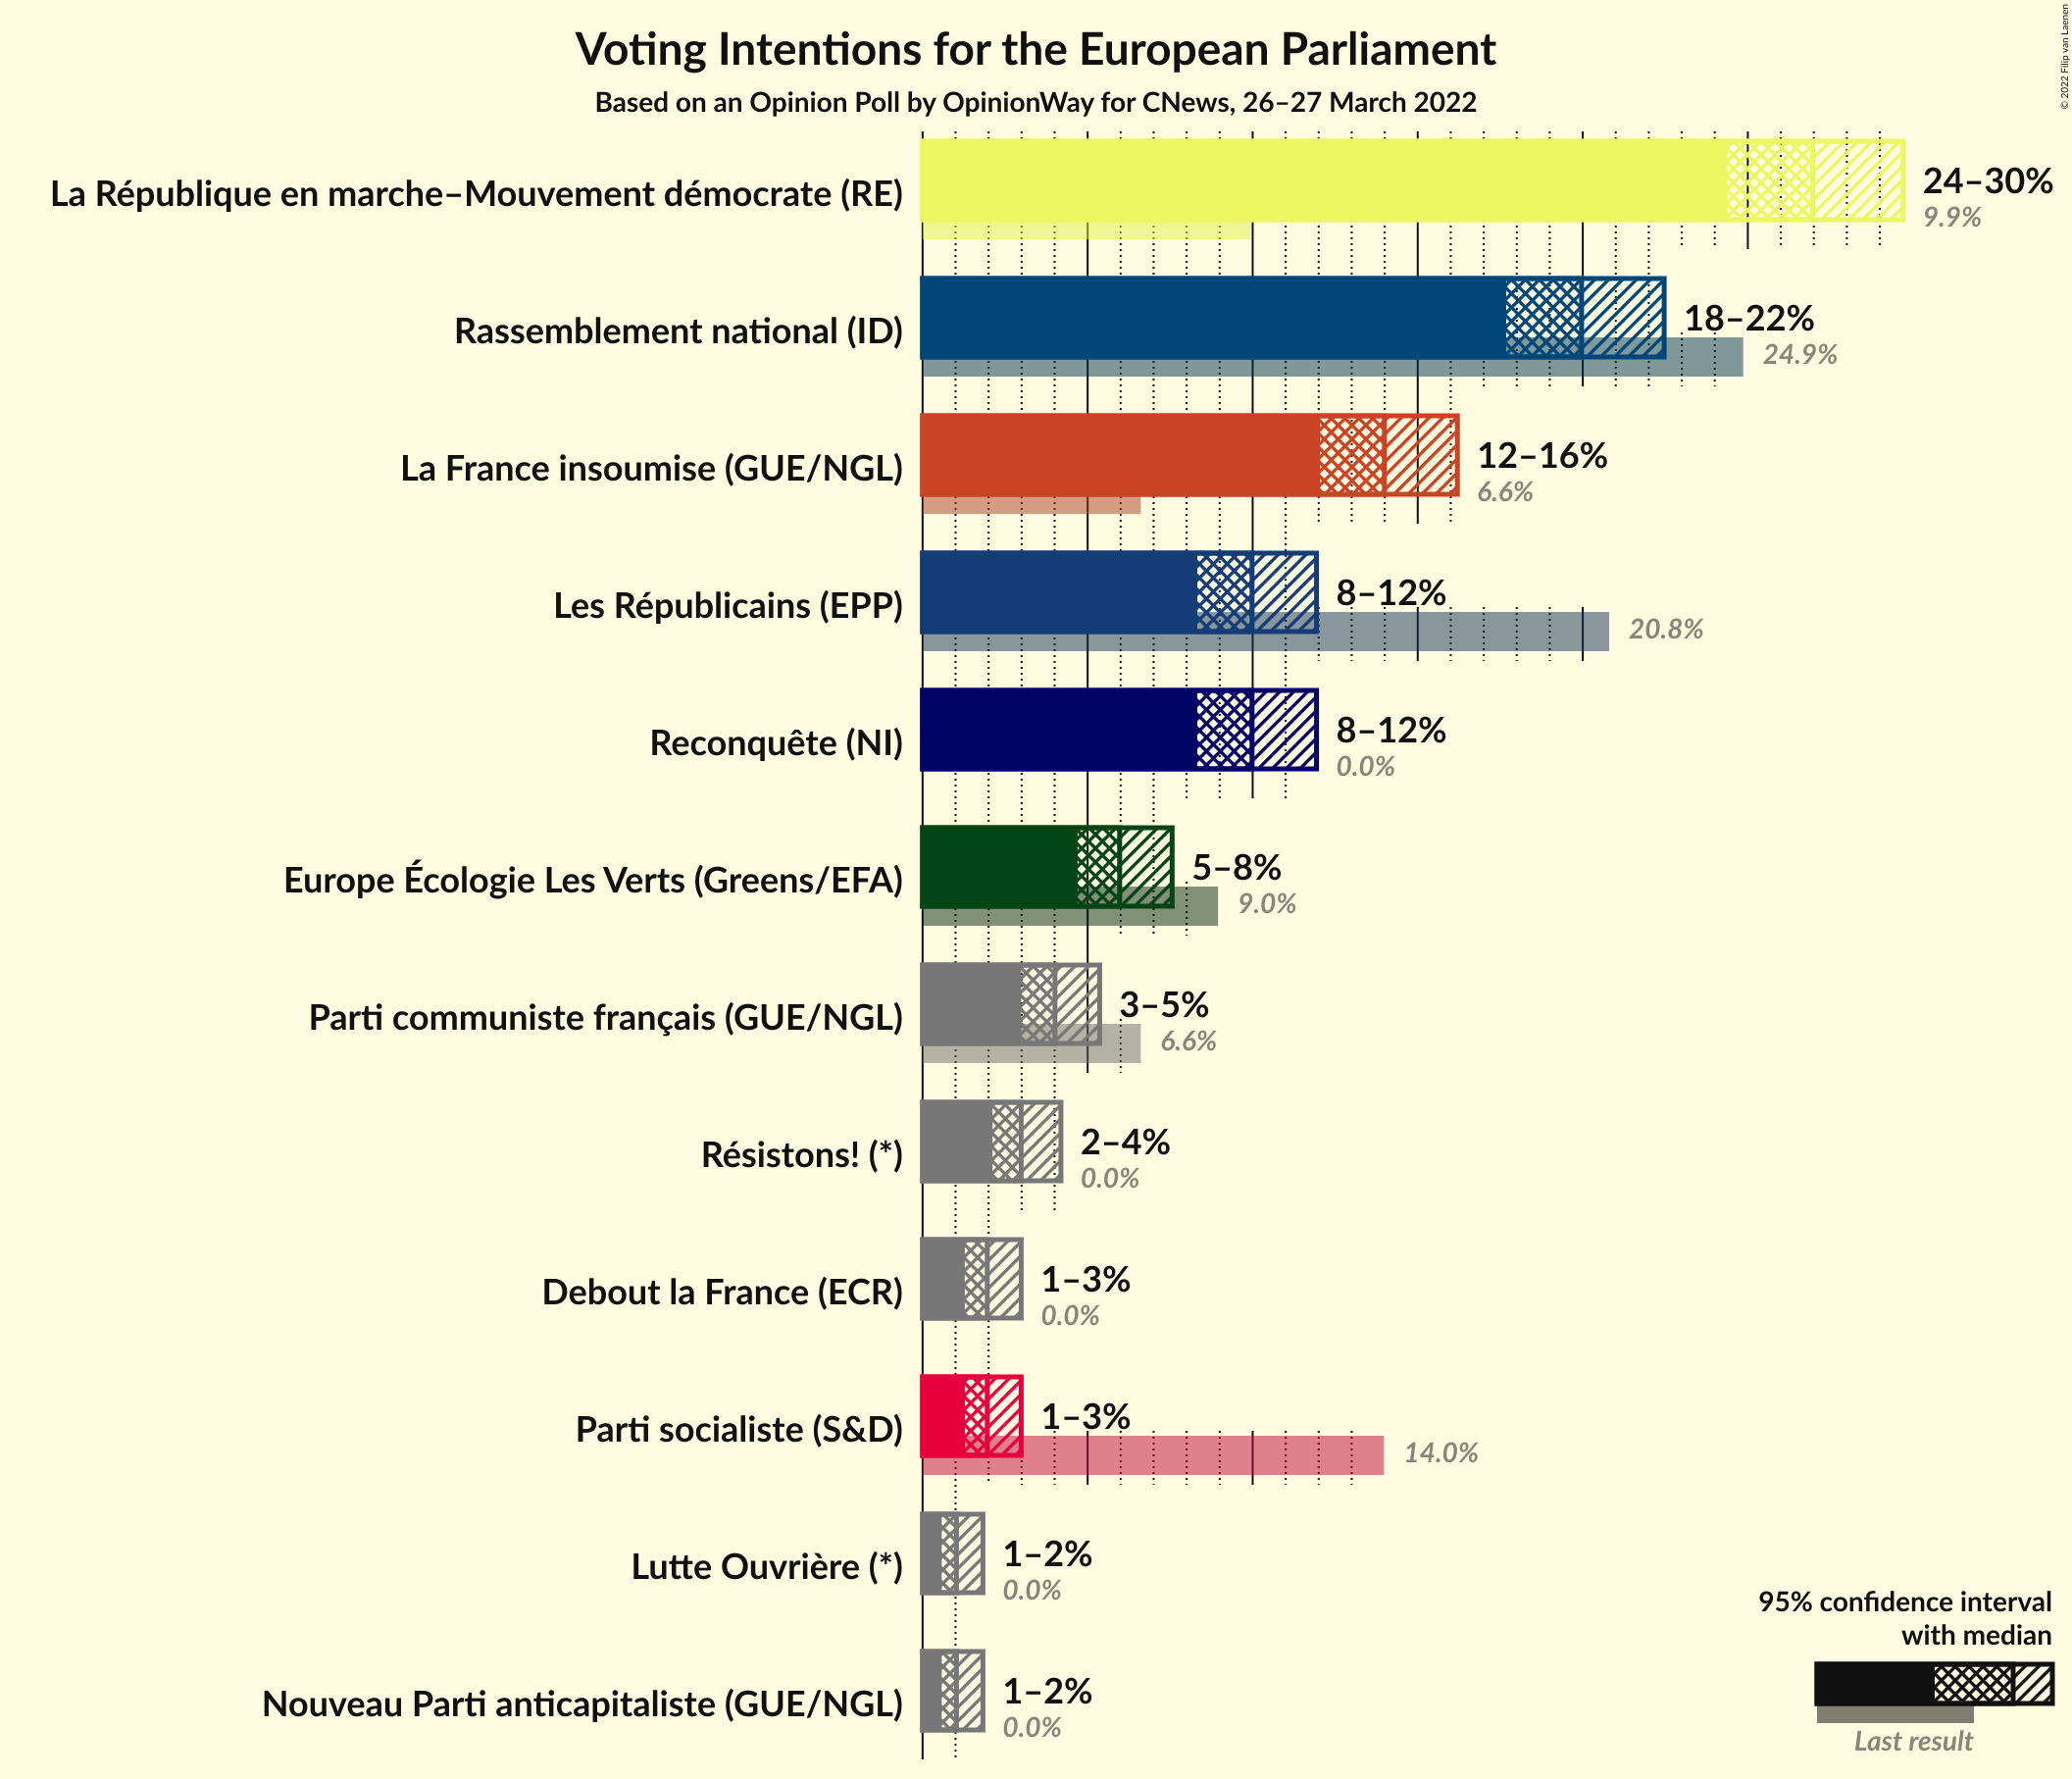 Voting Intentions for the European Parliament
Based on an Opinion Poll by OpinionWay for CNews, 26–27 March 2022
© 2022 Filip van Laenen
La République en marche–Mouvement démocrate (RE)
24–30%
9.9%
Rassemblement national (ID)
18–22%
24.9%
La France insoumise (GUE/NGL)
12–16%
6.6%
Les Républicains (EPP)
8–12%
20.8%
Reconquête (NI)
8–12%
0.0%
Europe Écologie Les Verts (Greens/EFA)
5–8%
9.0%
Parti communiste français (GUE/NGL)
3–5%
6.6%
Résistons! (*)
2–4%
0.0%
Debout la France (ECR)
1–3%
0.0%
Parti socialiste (S&D)
1–3%
14.0%
Lutte Ouvrière (*)
1–2%
0.0%
Nouveau Parti anticapitaliste (GUE/NGL)
1–2%
0.0%
95% confidence interval
with median
Last result